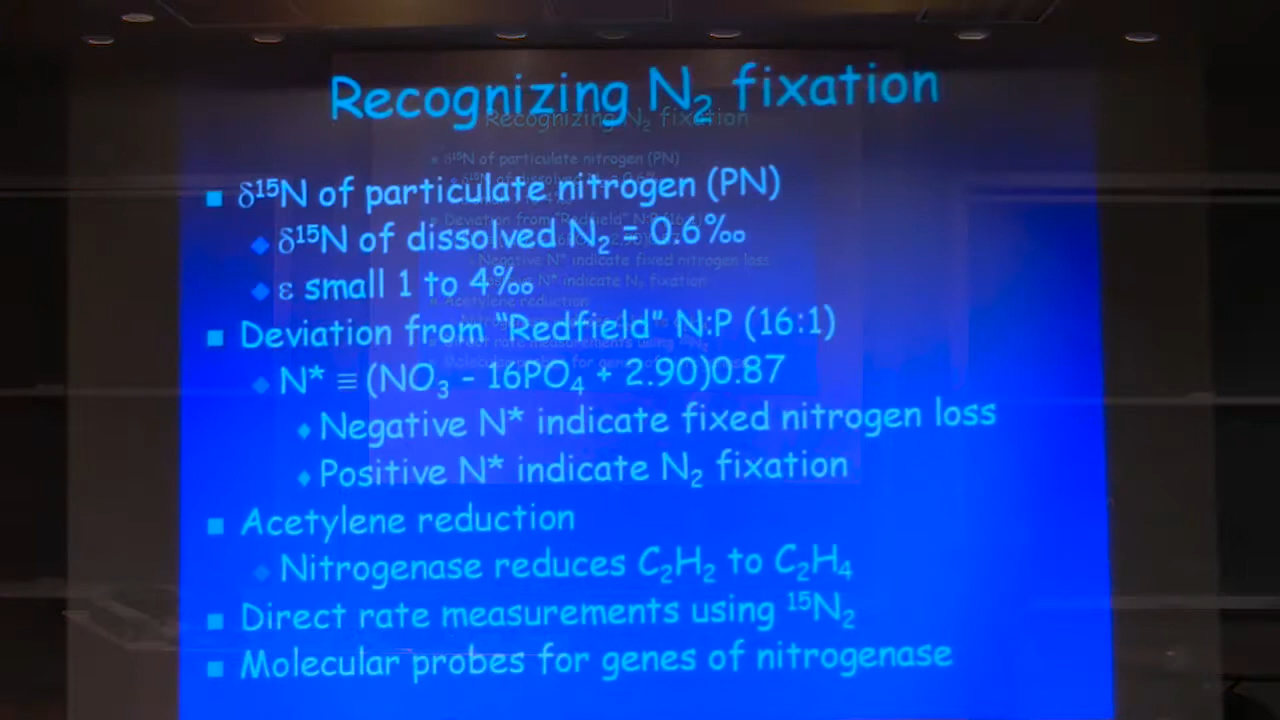 Recognizing N₂ fixation
δ¹⁵N of particulate nitrogen (PN)
δ¹⁵N of dissolved N₂ = 0.6‰
ε small 1 to 4‰
Deviation from “Redfield” N:P (16:1)
N* ≡ (NO₃ - 16PO₄ + 2.90)0.87
Negative N* indicate fixed nitrogen loss
Positive N* indicate N₂ fixation
Acetylene reduction
Nitrogenase reduces C₂H₂ to C₂H₄
Direct rate measurements using ¹⁵N₂
Molecular probes for genes of nitrogenase